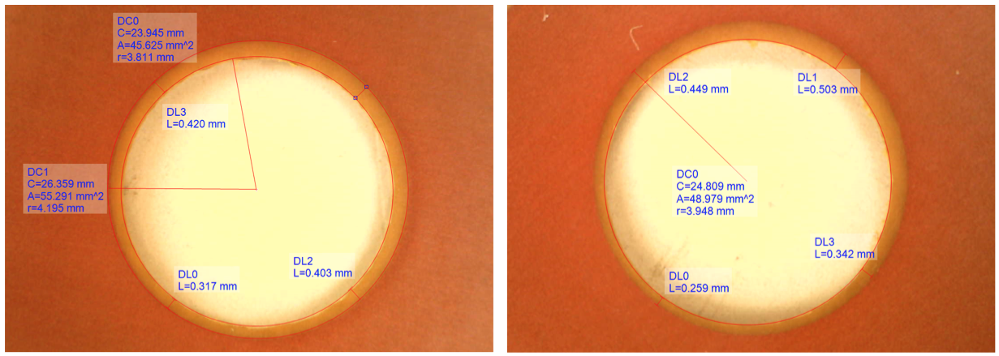 DC0
C=23.945 mm
A=45.625 mm^2
r=3.811 mm
DL3
L=0.420 mm
DC1
C=26.359 mm
A=55.291 mm^2
r=4.195 mm
DL2
L=0.403 mm
DL0
L=0.317 mm
DL2
L=0.449 mm
DL1
L=0.503 mm
DC0
C=24.809 mm
A=48.979 mm^2
r=3.948 mm
DL3
L=0.342 mm
DL0
L=0.259 mm